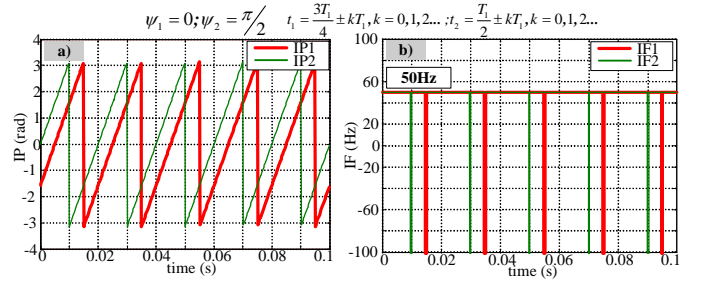 ψ₁ = 0; ψ₂ = π/2 t₁ = 3T₁/4 ± kT₁, k = 0,1,2... ; t₂ = T₁/2 ± kT₁, k = 0,1,2...
a)
IP1
IP2
4
3
2
1
0
-1
-2
-3
-4
IP (rad)
0
0.02
0.04
0.06
0.08
0.1
time (s)
b)
IF1
IF2
50Hz
100
60
20
0
-20
-60
-100
IF (Hz)
0
0.02
0.04
0.06
0.08
0.1
time (s)